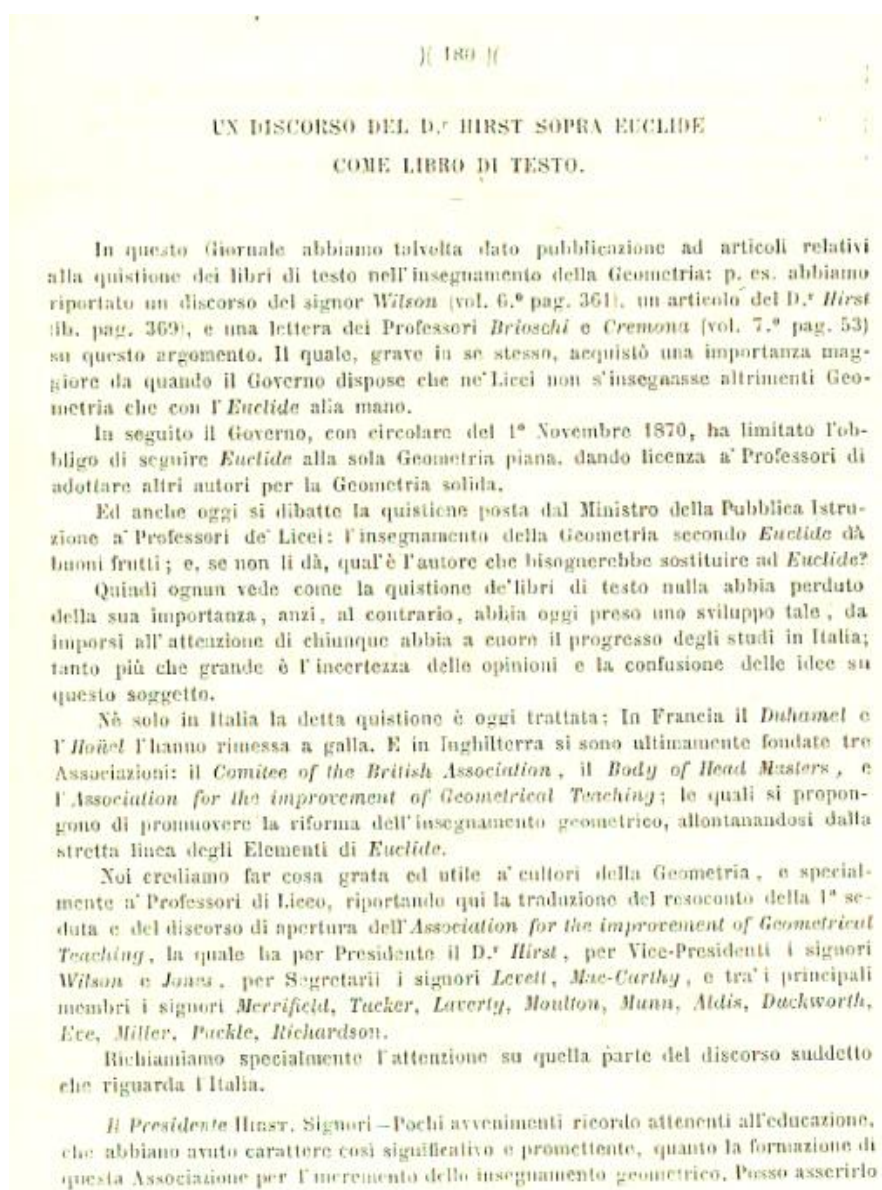 )( 180 )(
UN DISCORSO DEL D.r HIRST SOPRA EUCLIDE
COME LIBRO DI TESTO.
In questo Giornale abbiamo talvolta dato pubblicazione ad articoli relativi
alla quistione dei libri di testo nell'insegnamento della Geometria: p. es. abbiamo
riportato un discorso del signor Wilson (vol. 6.º pag. 361), un articolo del D.r Hirst
(ib. pag. 369), e una lettera dei Professori Brioschi e Cremona (vol. 7.º pag. 53)
su questo argomento. Il quale, grave in se stesso, acquistò una importanza mag-
giore da quando il Governo dispose che ne'Licei non s'insegnasse altrimenti Geo-
metria che con l'Euclide alla mano.
In seguito il Governo, con circolare del 1º Novembre 1870, ha limitato l'ob-
bligo di seguire Euclide alla sola Geometria piana, dando licenza a' Professori di
adottare altri autori per la Geometria solida.
Ed anche oggi si dibatte la quistione posta dal Ministro della Pubblica Istru-
zione a' Professori de' Licei: l'insegnamento della Geometria secondo Euclide dà
buoni frutti; e, se non li dà, qual'è l'autore che bisognerebbe sostituire ad Euclide?
Quindi ognun vede come la quistione de'libri di testo nulla abbia perduto
della sua importanza, anzi, al contrario, abbia oggi preso uno sviluppo tale, da
imporsi all'attenzione di chiunque abbia a cuore il progresso degli studi in Italia;
tanto più che grande è l'incertezza delle opinioni e la confusione delle idee su
questo soggetto.
Nè solo in Italia la detta quistione è oggi trattata; In Francia il Duhamel e
l'Hoüel l'hanno rimessa a galla. E in Inghilterra si sono ultimamente fondate tre
Associazioni: il Comitee of the British Association, il Body of Head Masters, e
l'Association for the improvement of Geometrical Teaching; le quali si propon-
gono di promuovere la riforma dell'insegnamento geometrico, allontanandosi dalla
stretta linea degli Elementi di Euclide.
Noi crediamo far cosa grata ed utile a' cultori della Geometria, e special-
mente a' Professori di Liceo, riportando qui la traduzione del resoconto della 1ª se-
duta e del discorso di apertura dell'Association for the improvement of Geometrical
Teaching, la quale ha per Presidente il D.r Hirst, per Vice-Presidenti i signori
Wilson e Jones, per Segretarii i signori Levett, Mac-Carthy, e tra' i principali
membri i signori Merrifield, Tucker, Laverty, Moulton, Munn, Aldis, Duckworth,
Eve, Miller, Puckle, Richardson.
Richiamiamo specialmente l'attenzione su quella parte del discorso suddetto
che riguarda l'Italia.
Il Presidente HIRST. Signori — Pochi avvenimenti ricordo attenenti all'educazione,
che abbiano avuto carattere così significativo e promettente, quanto la formazione di
questa Associazione per l'incremento dello insegnamento geometrico. Posso asserirlo